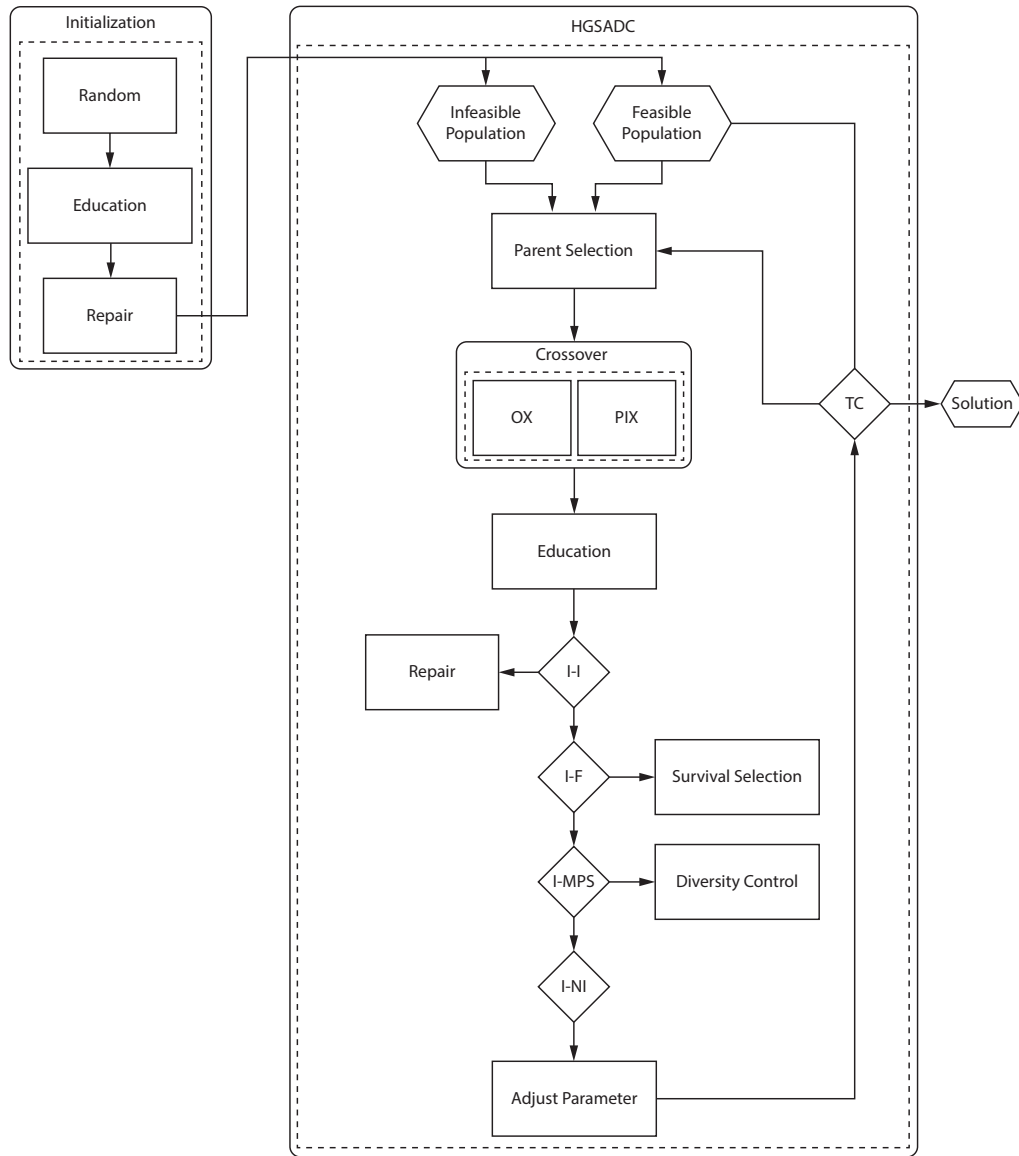 Initialization
Random
Education
Repair
HGSADC
Infeasible
Population
Feasible
Population
Parent Selection
Crossover
OX
PIX
TC
Solution
Education
Repair
I-I
I-F
Survival Selection
I-MPS
Diversity Control
I-NI
Adjust Parameter